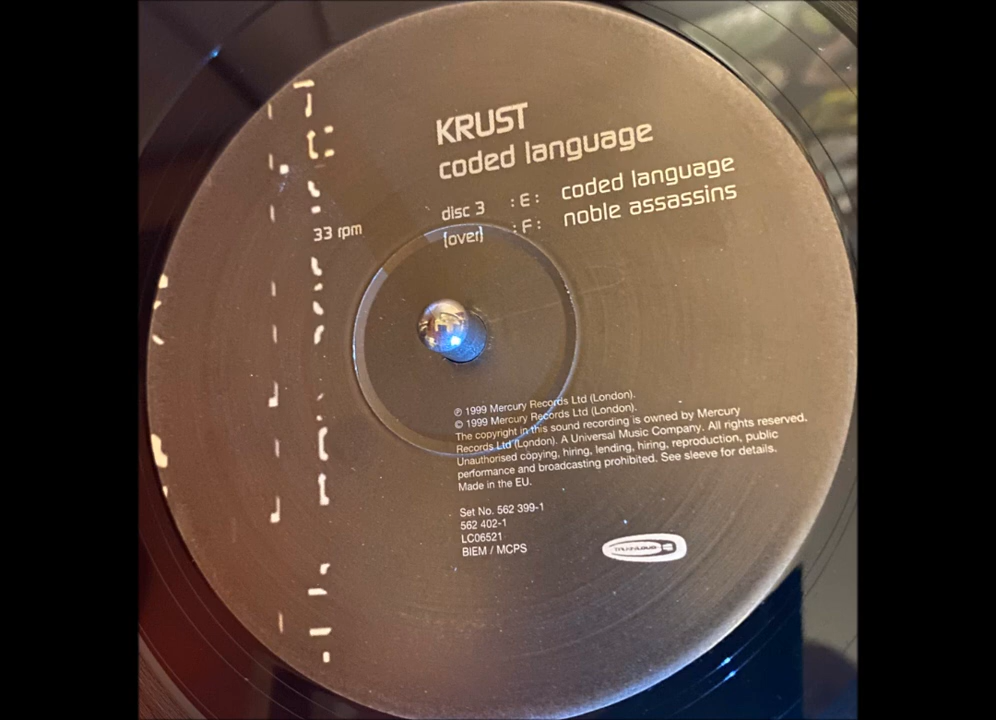 KRUST
coded language
disc 3 :E: coded language
33 rpm [over] :F: noble assassins
℗ 1999 Mercury Records Ltd (London).
© 1999 Mercury Records Ltd (London).
The copyright in this sound recording is owned by Mercury
Records Ltd (London). A Universal Music Company. All rights reserved.
Unauthorised copying, hiring, lending, hiring, reproduction, public
performance and broadcasting prohibited. See sleeve for details.
Made in the EU.
Set No. 562 399-1
562 402-1
LC06521
BIEM / MCPS